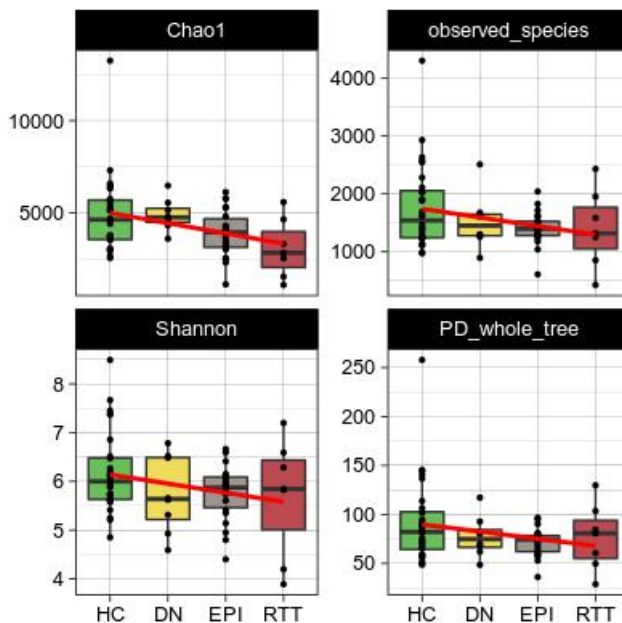 Chao1
observed_species
10000
5000
4000
3000
2000
1000
Shannon
PD_whole_tree
8
7
6
5
4
250
200
150
100
50
HC DN EPI RTT
HC DN EPI RTT